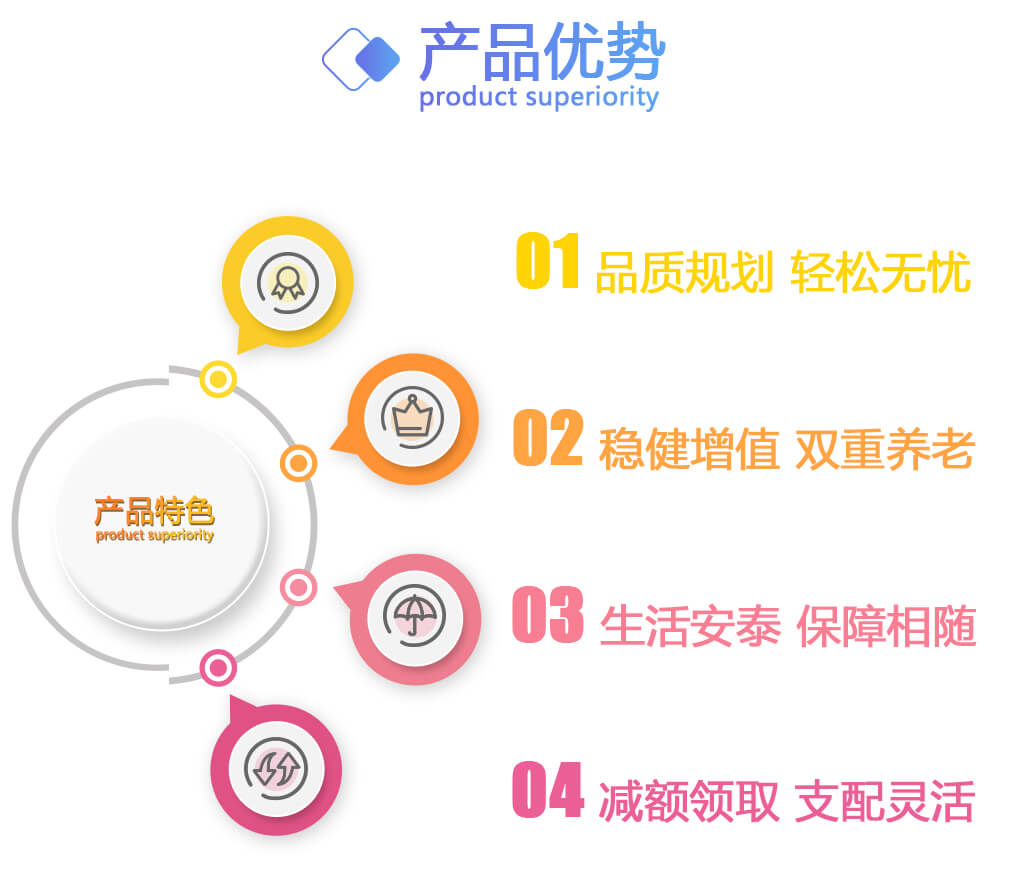 产品优势
product superiority
01 品质规划 轻松无忧
02 稳健增值 双重养老
产品特色
product superiority
03 生活安泰 保障相随
04 减额领取 支配灵活